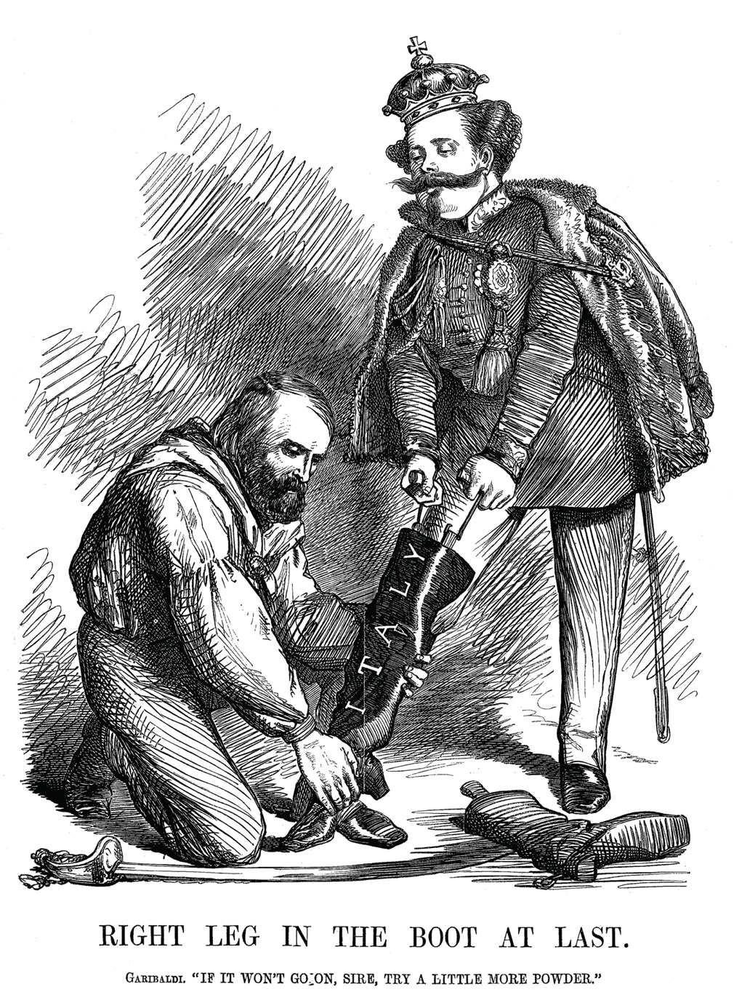 ITALY
RIGHT LEG IN THE BOOT AT LAST.
GARIBALDI. "IF IT WON'T GO ON, SIRE, TRY A LITTLE MORE POWDER."